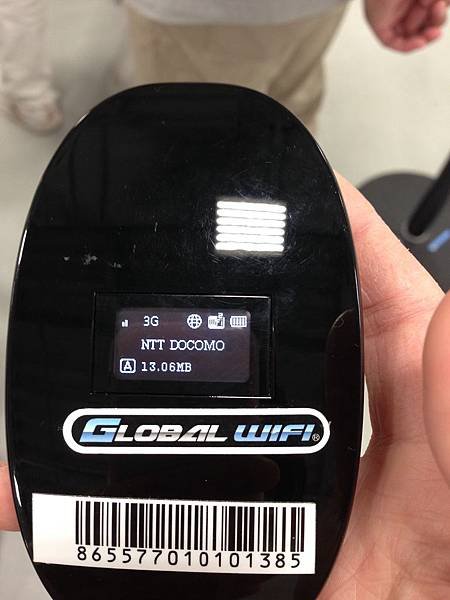 3G
NTT DOCOMO
A 13.06MB
GLOBAL WIFI®
865577010101385